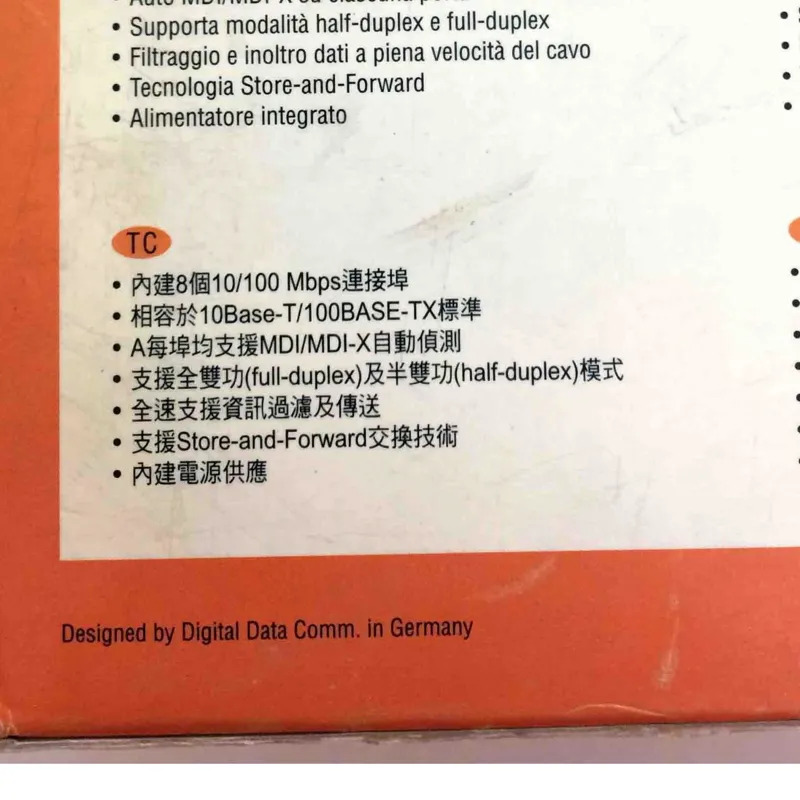 • Auto MDI/MDI-X su ciascuna porta
• Supporta modalità half-duplex e full-duplex
• Filtraggio e inoltro dati a piena velocità del cavo
• Tecnologia Store-and-Forward
• Alimentatore integrato
TC
• 內建8個10/100 Mbps連接埠
• 相容於10Base-T/100BASE-TX標準
• A每埠均支援MDI/MDI-X自動偵測
• 支援全雙功(full-duplex)及半雙功(half-duplex)模式
• 全速支援資訊過濾及傳送
• 支援Store-and-Forward交換技術
• 內建電源供應
Designed by Digital Data Comm. in Germany